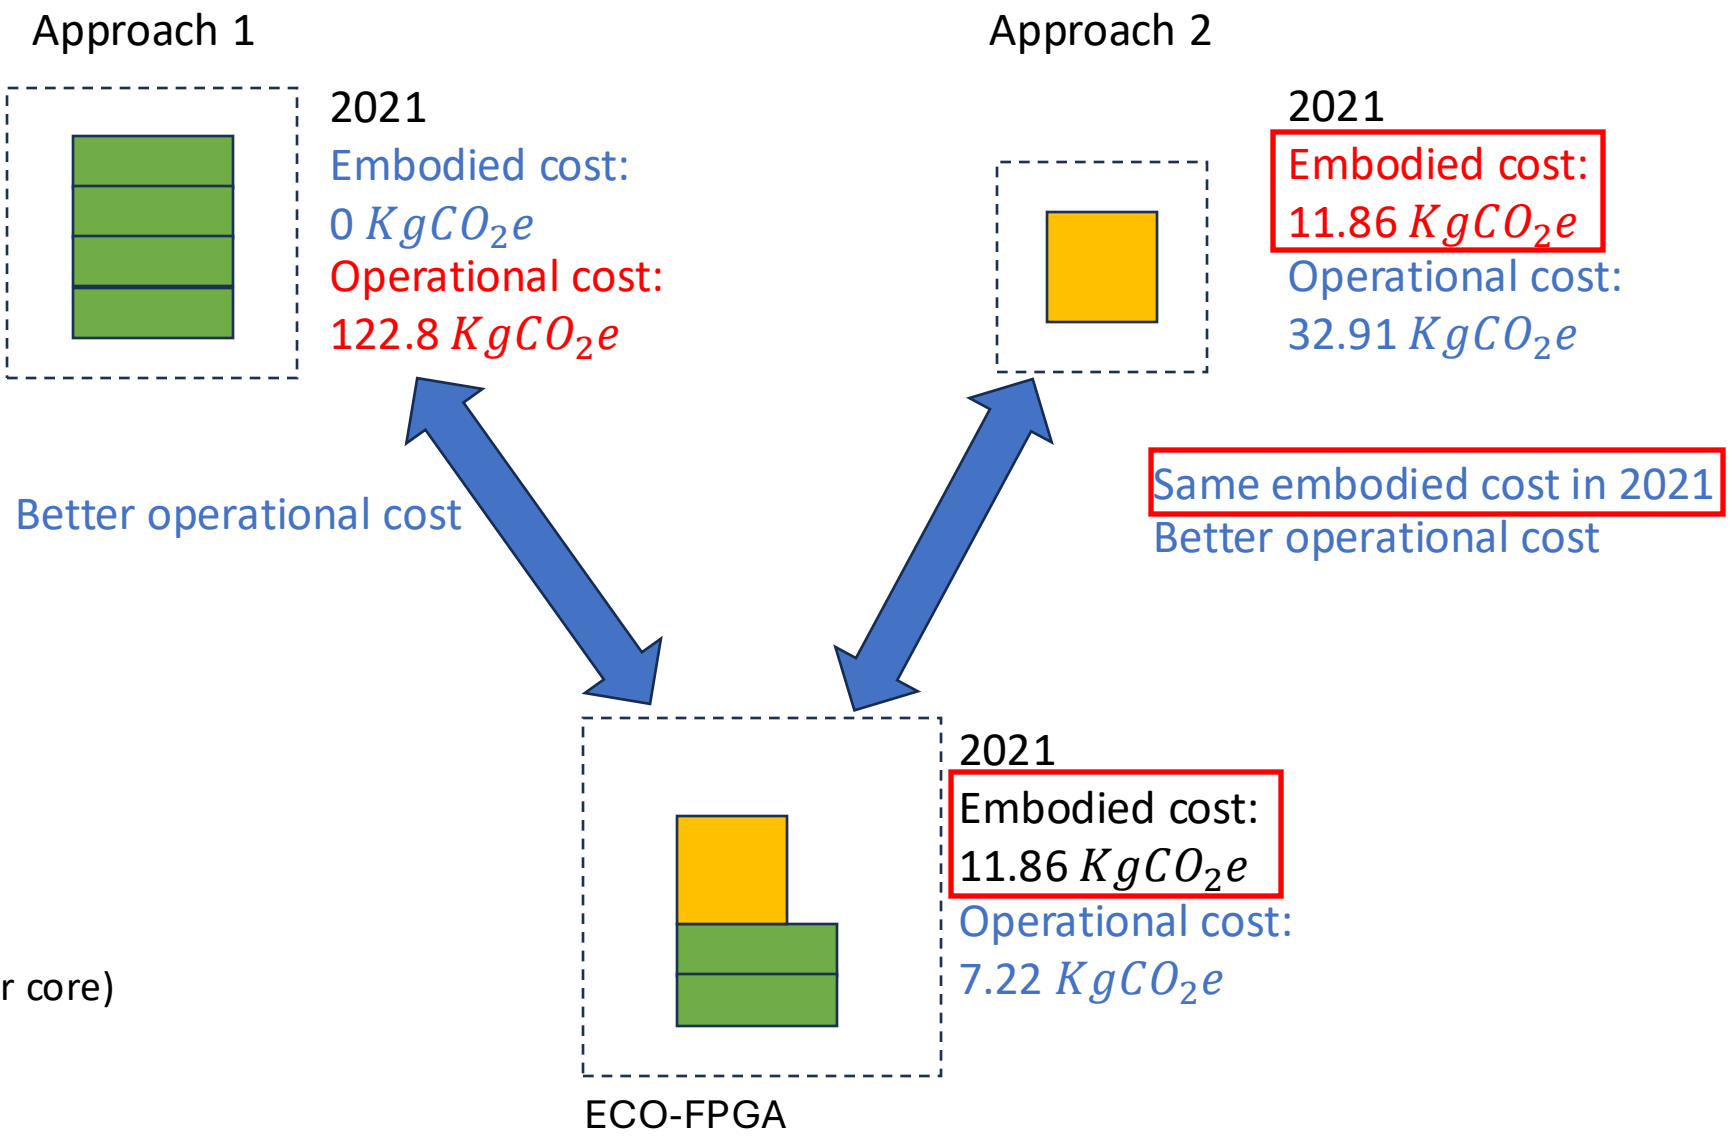 Approach 1
2021
Embodied cost:
0 KgCO₂e
Operational cost:
122.8 KgCO₂e
Approach 2
2021
Embodied cost:
11.86 KgCO₂e
Operational cost:
32.91 KgCO₂e
Better operational cost
Same embodied cost in 2021
Better operational cost
2021
Embodied cost:
11.86 KgCO₂e
Operational cost:
7.22 KgCO₂e
r core)
ECO-FPGA